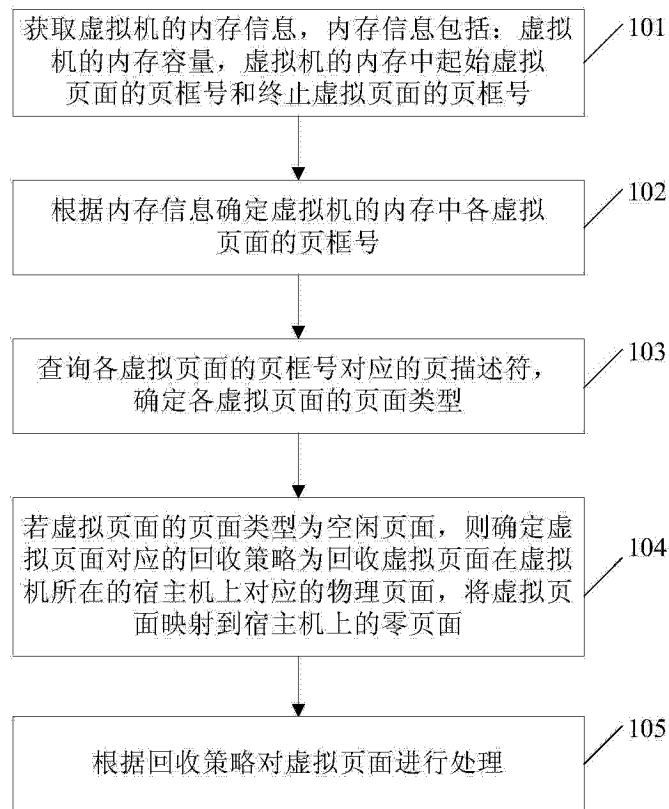 获取虚拟机的内存信息，内存信息包括：虚拟
机的内存容量，虚拟机的内存中起始虚拟
页面的页框号和终止虚拟页面的页框号
101
根据内存信息确定虚拟机的内存中各虚拟
页面的页框号
102
查询各虚拟页面的页框号对应的页描述符，
确定各虚拟页面的页面类型
103
若虚拟页面的页面类型为空闲页面，则确定虚
拟页面对应的回收策略为回收虚拟页面在虚拟
机所在的宿主机上对应的物理页面，将虚拟页
面映射到宿主机上的零页面
104
根据回收策略对虚拟页面进行处理
105